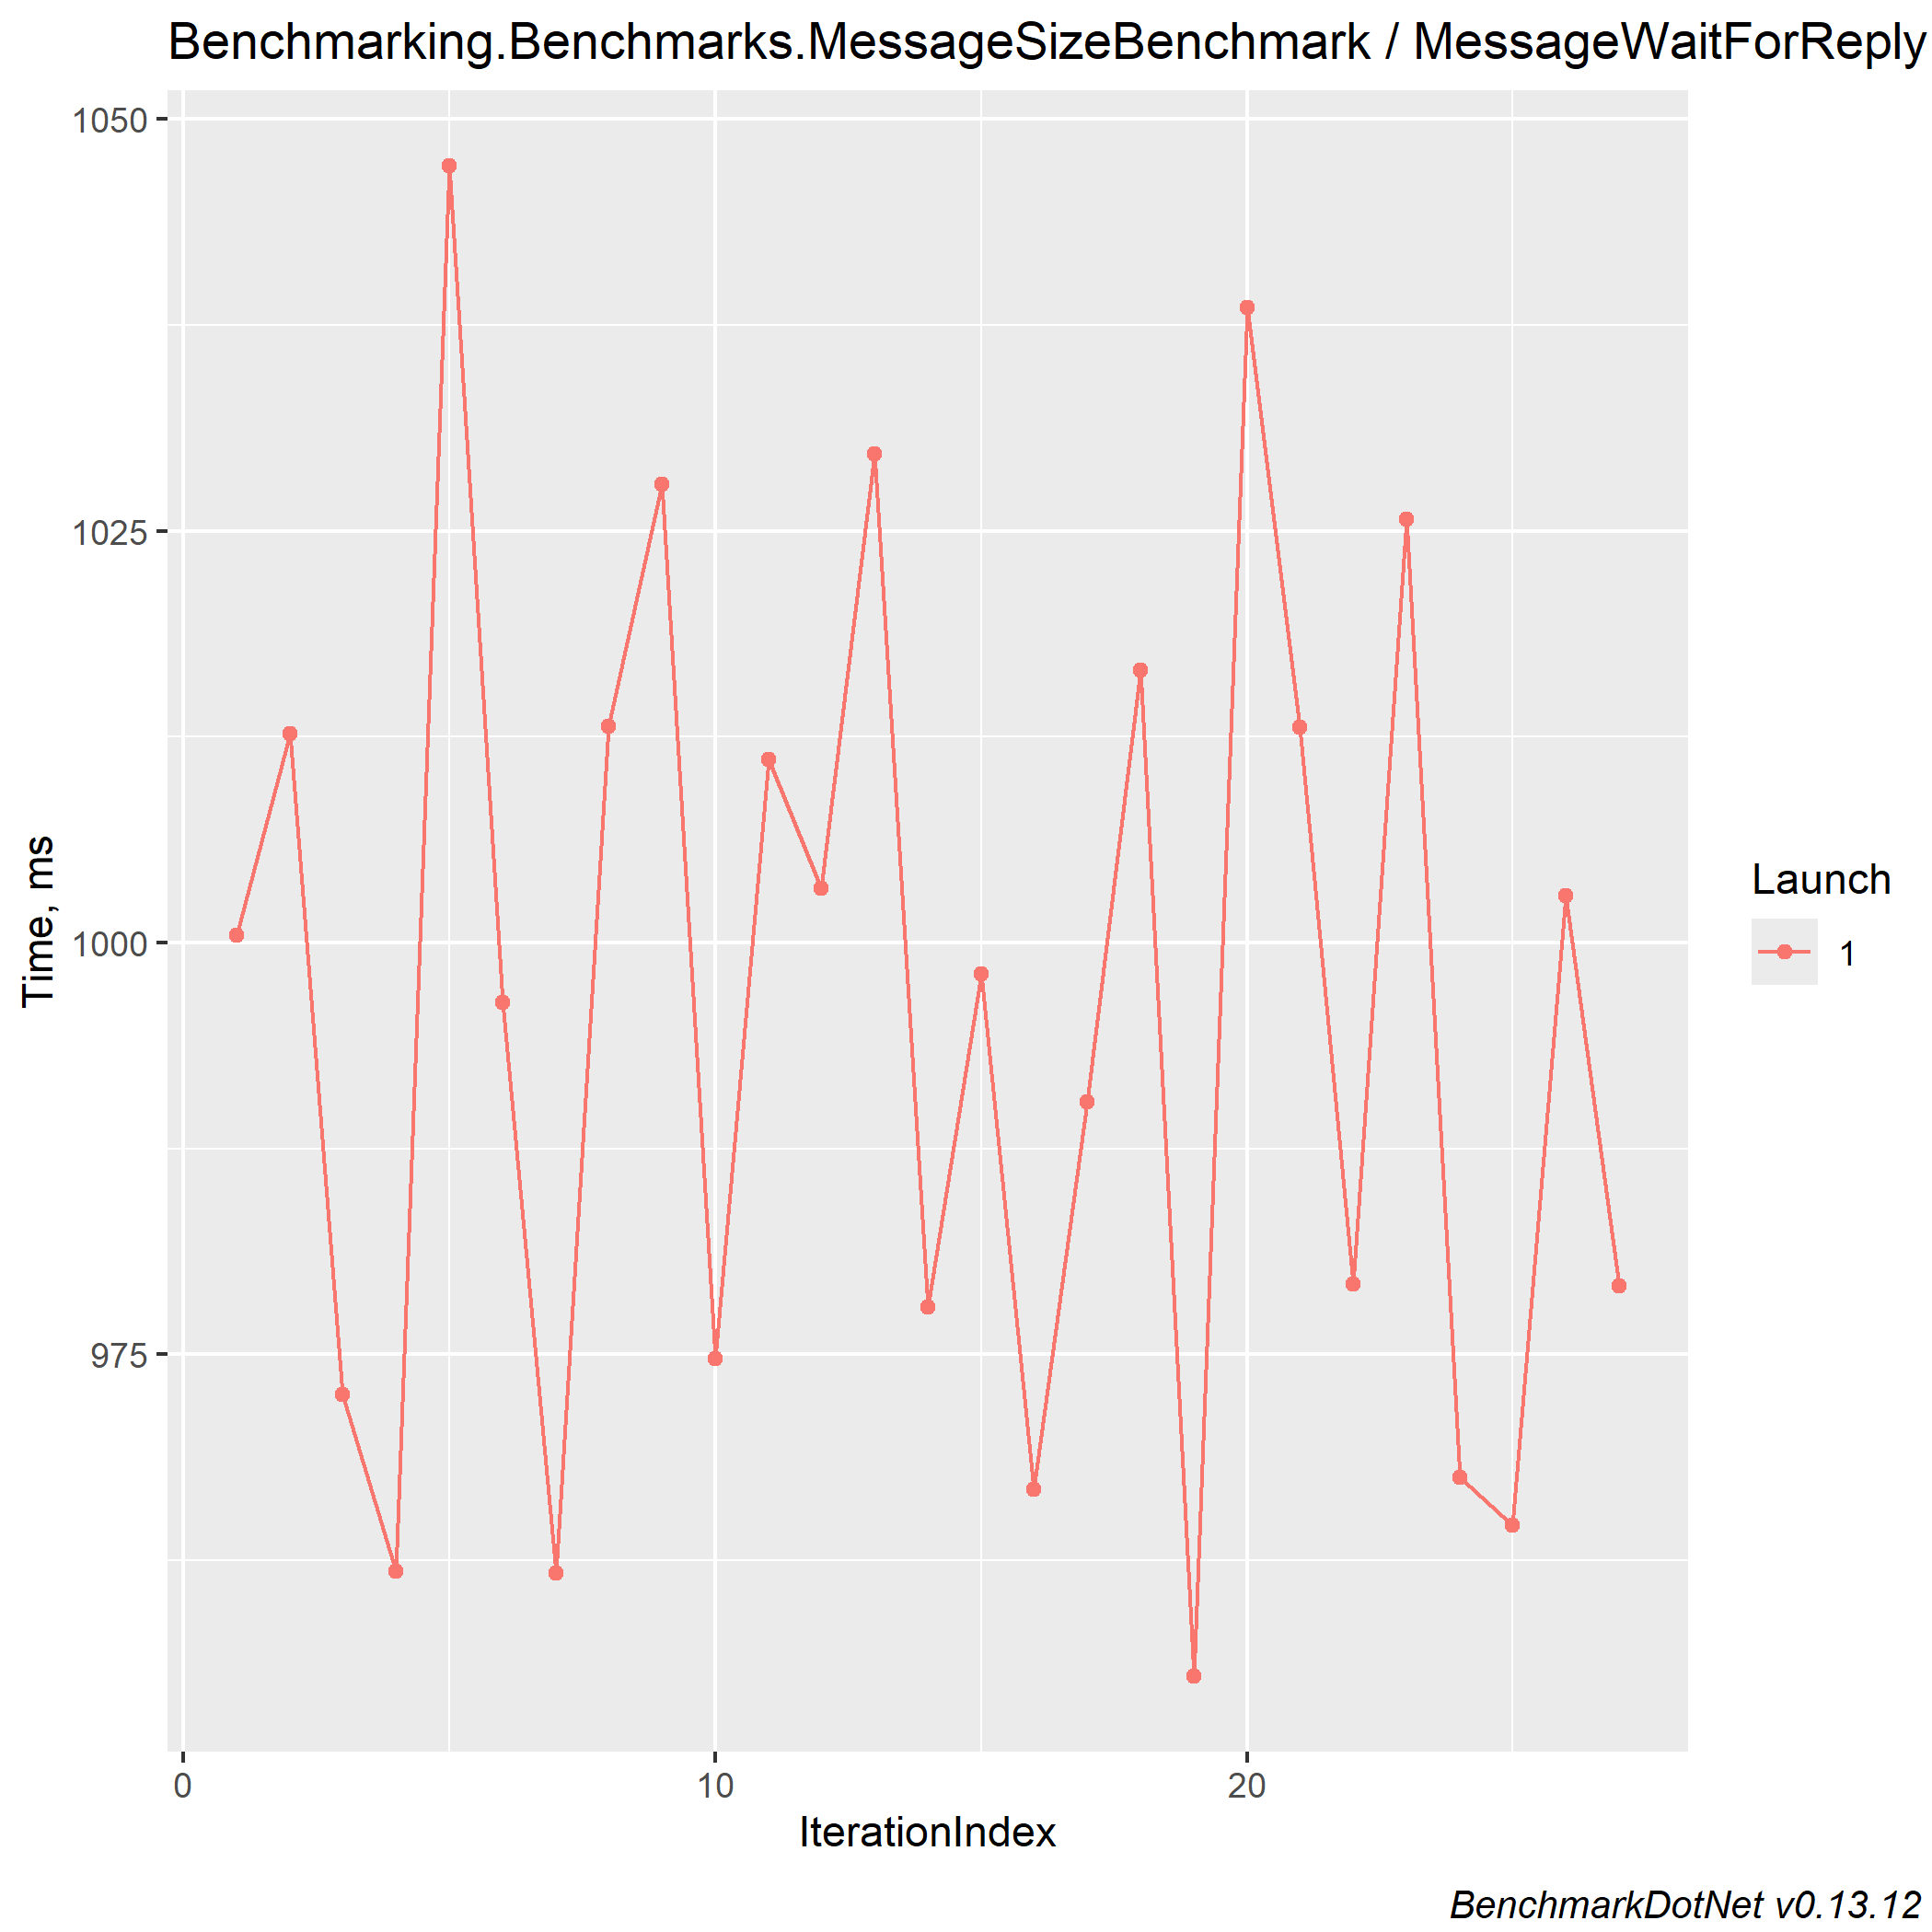 Benchmarking.Benchmarks.MessageSizeBenchmark / MessageWaitForReply
1050
1025
1000
975
Time, ms
0
10
20
IterationIndex
Launch
1
BenchmarkDotNet v0.13.12